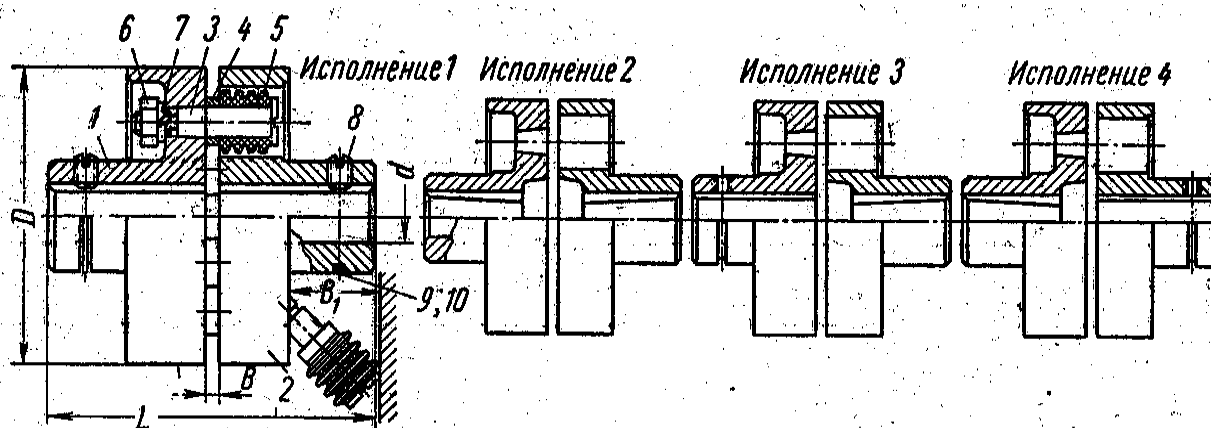 6 7 3 4 5
Исполнение 1 Исполнение 2 Исполнение 3 Исполнение 4
1
8
d
D
B₁
9,10
2
B
L